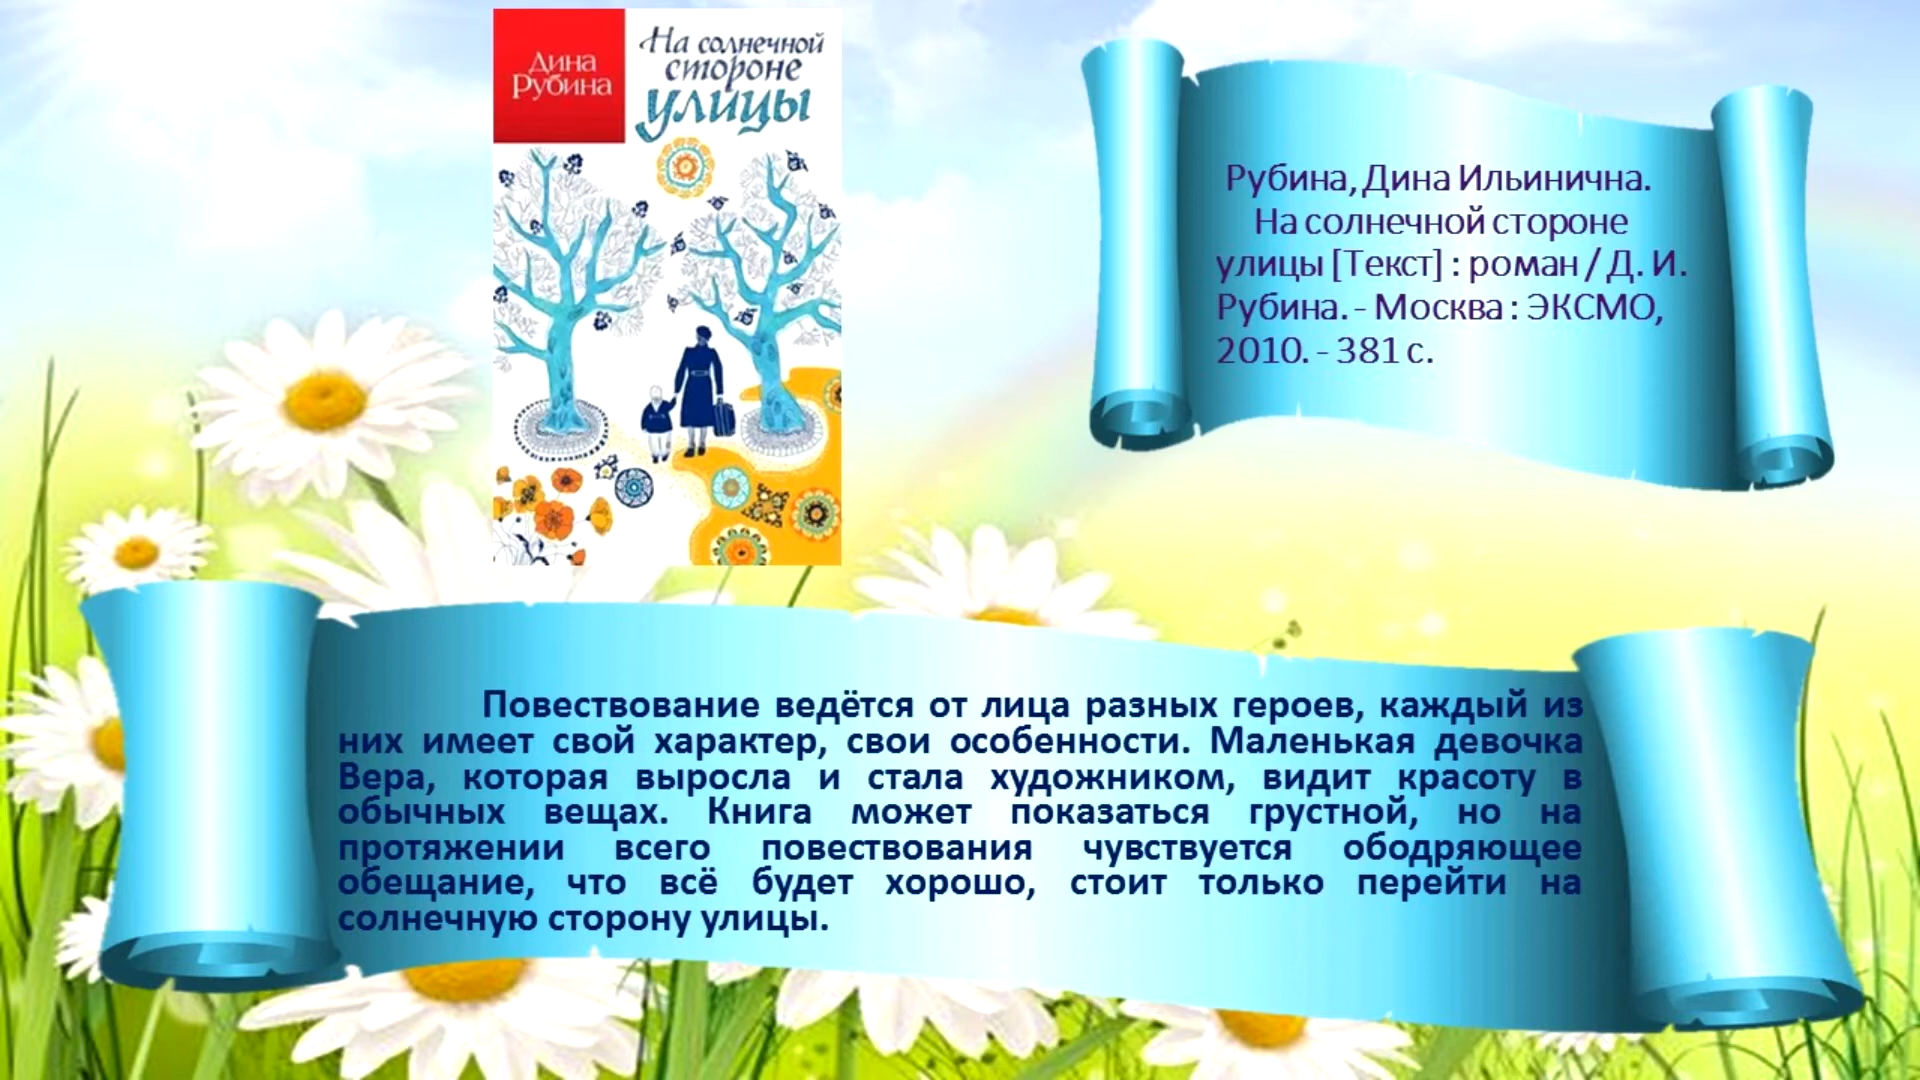 Дина
Рубина
На солнечной
стороне
улицы
Рубина, Дина Ильинична.
На солнечной стороне
улицы [Текст] : роман / Д. И.
Рубина. - Москва : ЭКСМО,
2010. - 381 с.
Повествование ведётся от лица разных героев, каждый из
них имеет свой характер, свои особенности. Маленькая девочка
Вера, которая выросла и стала художником, видит красоту в
обычных вещах. Книга может показаться грустной, но на
протяжении всего повествования чувствуется ободряющее
обещание, что всё будет хорошо, стоит только перейти на
солнечную сторону улицы.